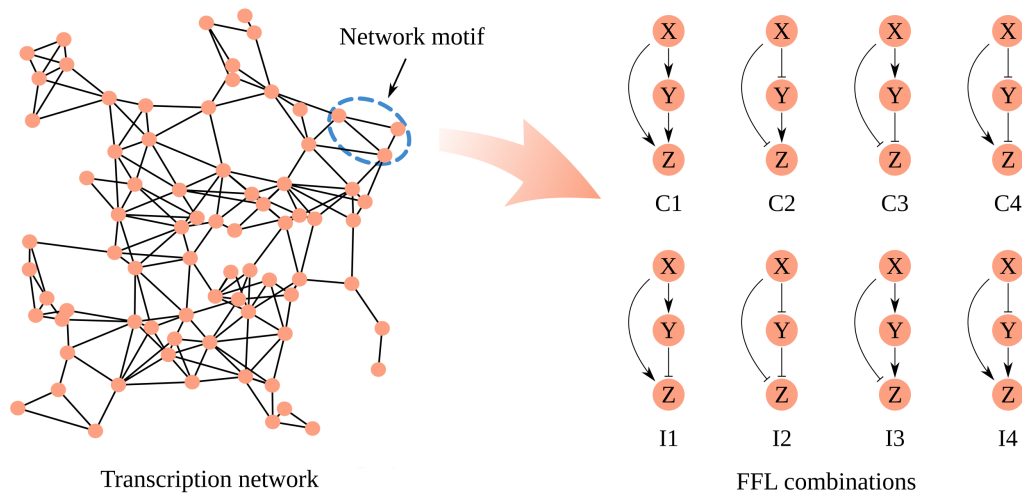 Network motif
X X X X
Y Y Y Y
Z Z Z Z
C1 C2 C3 C4
X X X X
Y Y Y Y
Z Z Z Z
I1 I2 I3 I4
Transcription network
FFL combinations